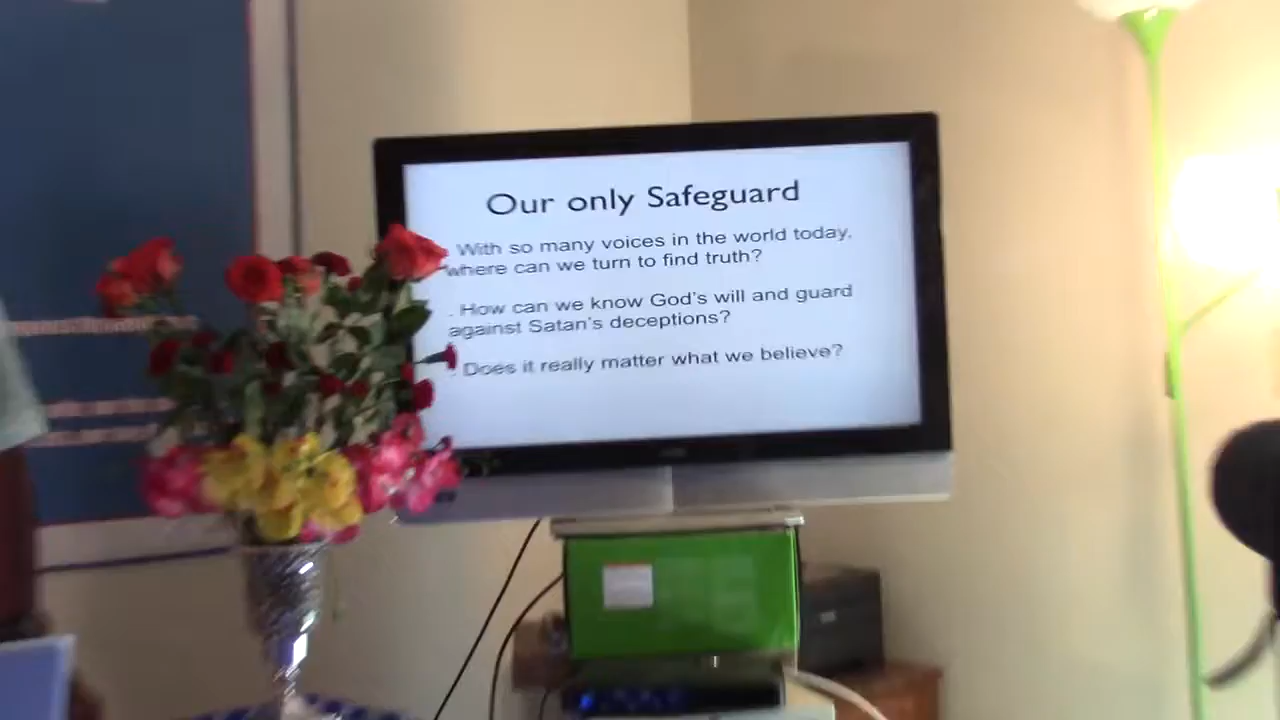 Our only Safeguard
. With so many voices in the world today,
where can we turn to find truth?
. How can we know God's will and guard
against Satan's deceptions?
. Does it really matter what we believe?